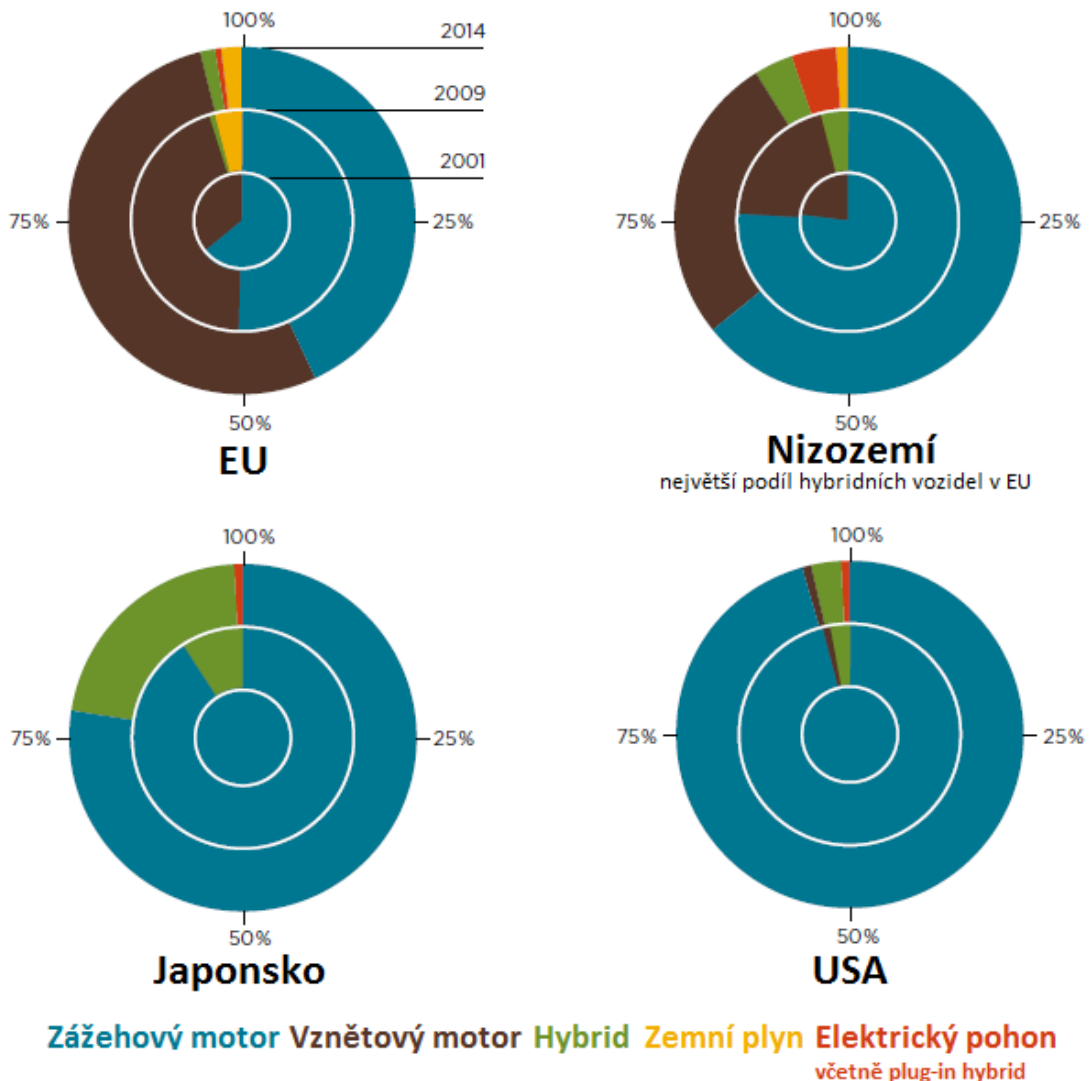 100%
100%
2014
2009
2001
75%
25%
75%
25%
50%
50%
EU
Nizozemí
největší podíl hybridních vozidel v EU
100%
100%
75%
25%
75%
25%
50%
50%
Japonsko
USA
Zážehový motor Vznětový motor Hybrid Zemní plyn Elektrický pohon
včetně plug-in hybrid